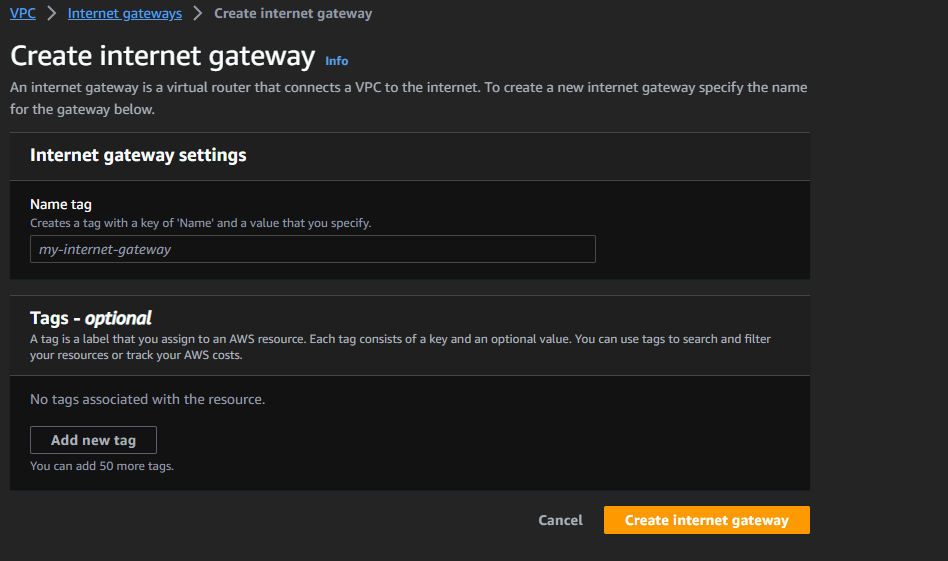 VPC > Internet gateways > Create internet gateway
Create internet gateway Info
An internet gateway is a virtual router that connects a VPC to the internet. To create a new internet gateway specify the name
for the gateway below.
Internet gateway settings
Name tag
Creates a tag with a key of 'Name' and a value that you specify.
my-internet-gateway
Tags - optional
A tag is a label that you assign to an AWS resource. Each tag consists of a key and an optional value. You can use tags to search and filter
your resources or track your AWS costs.
No tags associated with the resource.
Add new tag
You can add 50 more tags.
Cancel Create internet gateway